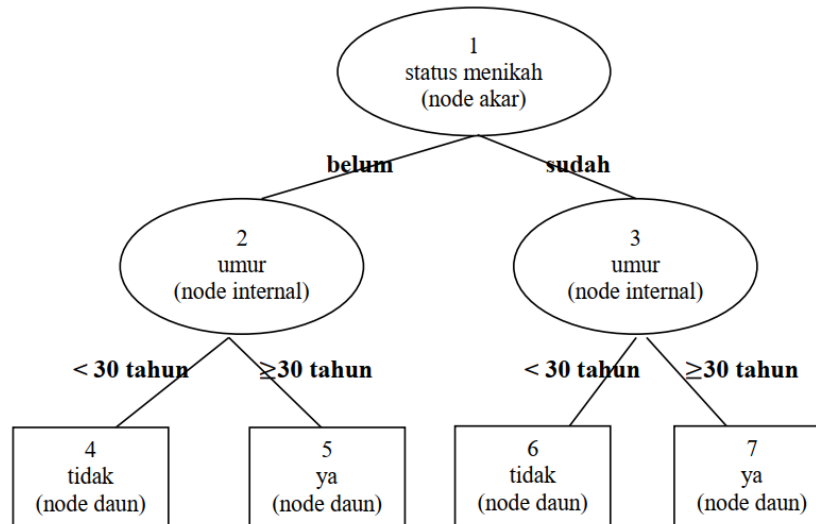 1
status menikah
(node akar)
belum
sudah
2
umur
(node internal)
3
umur
(node internal)
< 30 tahun
≥30 tahun
< 30 tahun
≥30 tahun
4
tidak
(node daun)
5
ya
(node daun)
6
tidak
(node daun)
7
ya
(node daun)